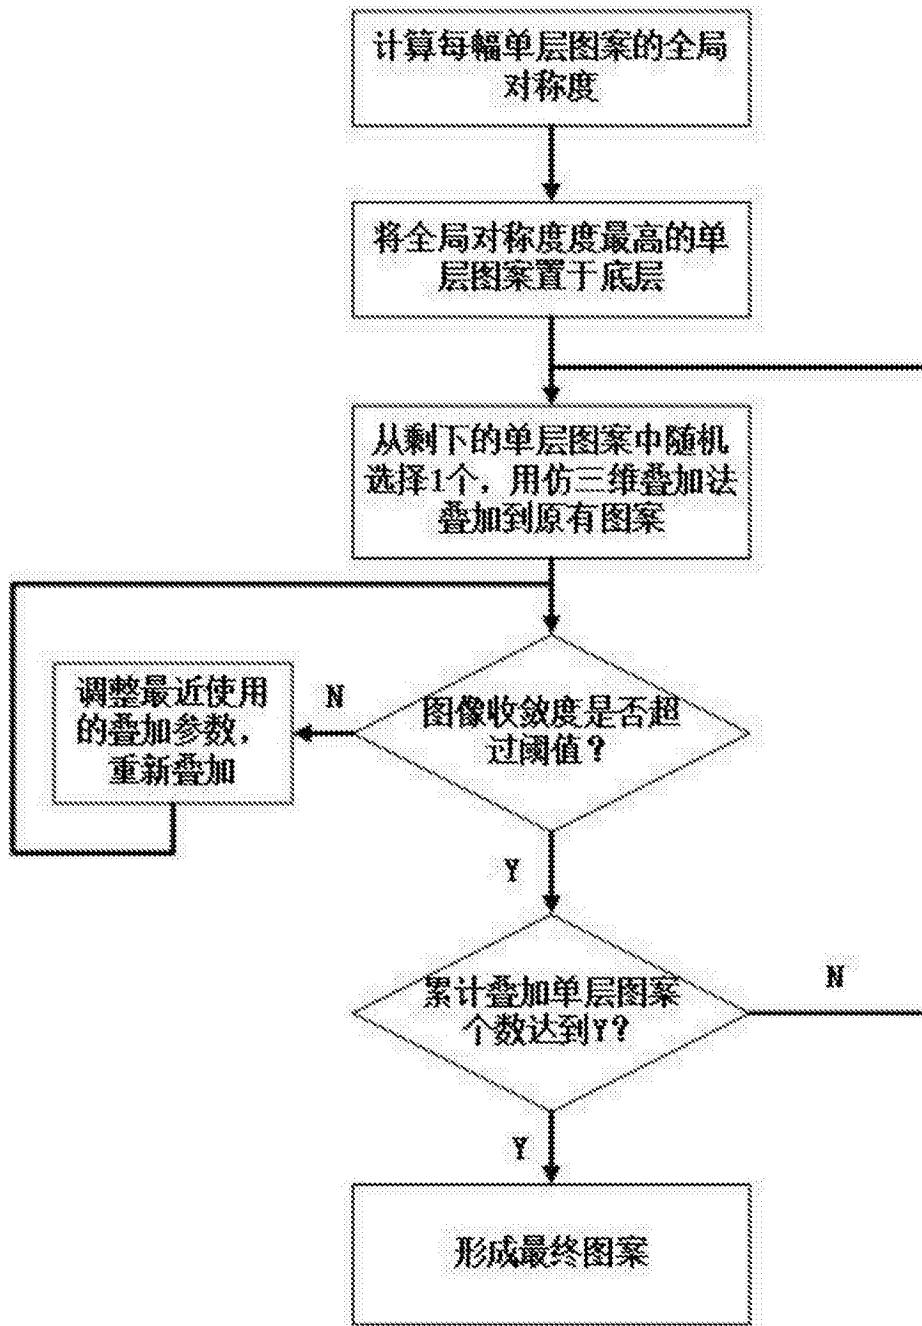 计算每幅单层图案的全局
对称度
将全局对称度度最高的单
层图案置于底层
从剩下的单层图案中随机
选择1个，用仿三维叠加法
叠加到原有图案
调整最近使用
的叠加参数，
重新叠加
N
图像收敛度是否超
过阈值？
Y
累计叠加单层图案
个数达到Y？
N
Y
形成最终图案